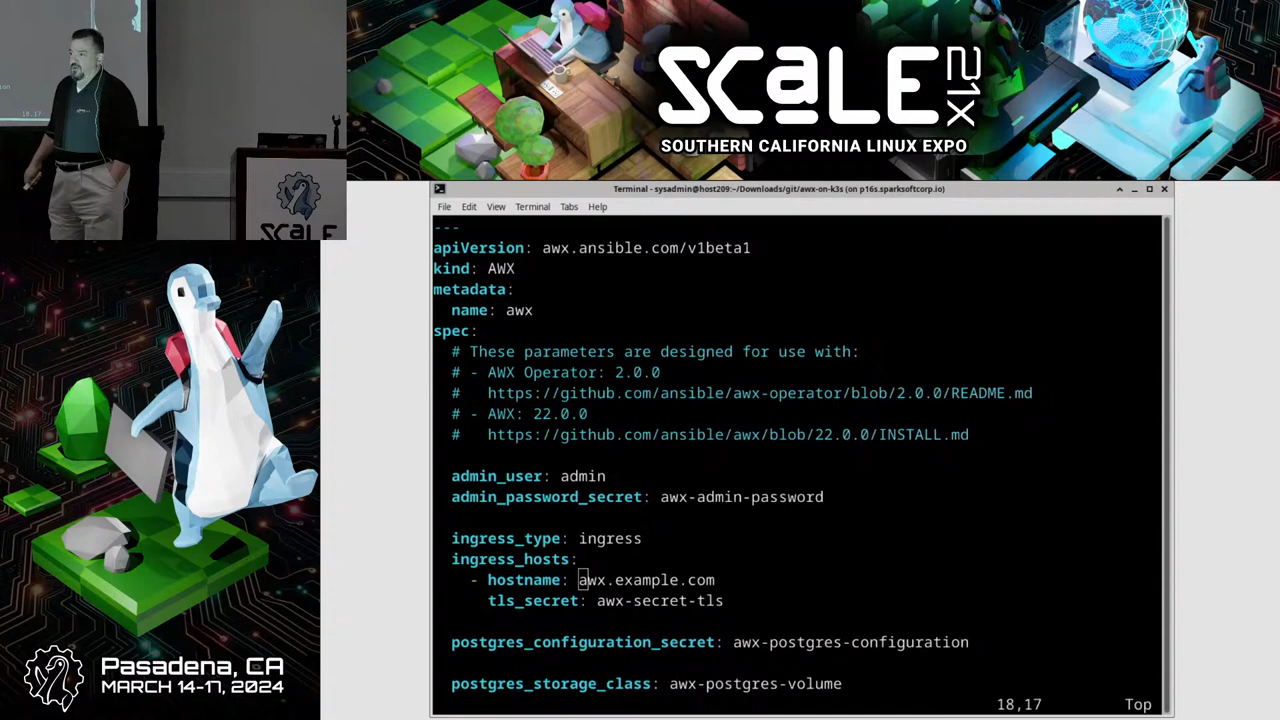 SCALE 21X
SOUTHERN CALIFORNIA LINUX EXPO
18,17
SCALE
Terminal - sysadmin@host209:~/Downloads/git/awx-on-k3s (on p16s.sparksoftcorp.io)
File Edit View Terminal Tabs Help
---
apiVersion: awx.ansible.com/v1beta1
kind: AWX
metadata:
  name: awx
spec:
  # These parameters are designed for use with:
  # - AWX Operator: 2.0.0
  #   https://github.com/ansible/awx-operator/blob/2.0.0/README.md
  # - AWX: 22.0.0
  #   https://github.com/ansible/awx/blob/22.0.0/INSTALL.md
  admin_user: admin
  admin_password_secret: awx-admin-password
  ingress_type: ingress
  ingress_hosts:
    - hostname: awx.example.com
      tls_secret: awx-secret-tls
  postgres_configuration_secret: awx-postgres-configuration
  postgres_storage_class: awx-postgres-volume
18,17 Top
Pasadena, CA
MARCH 14-17, 2024